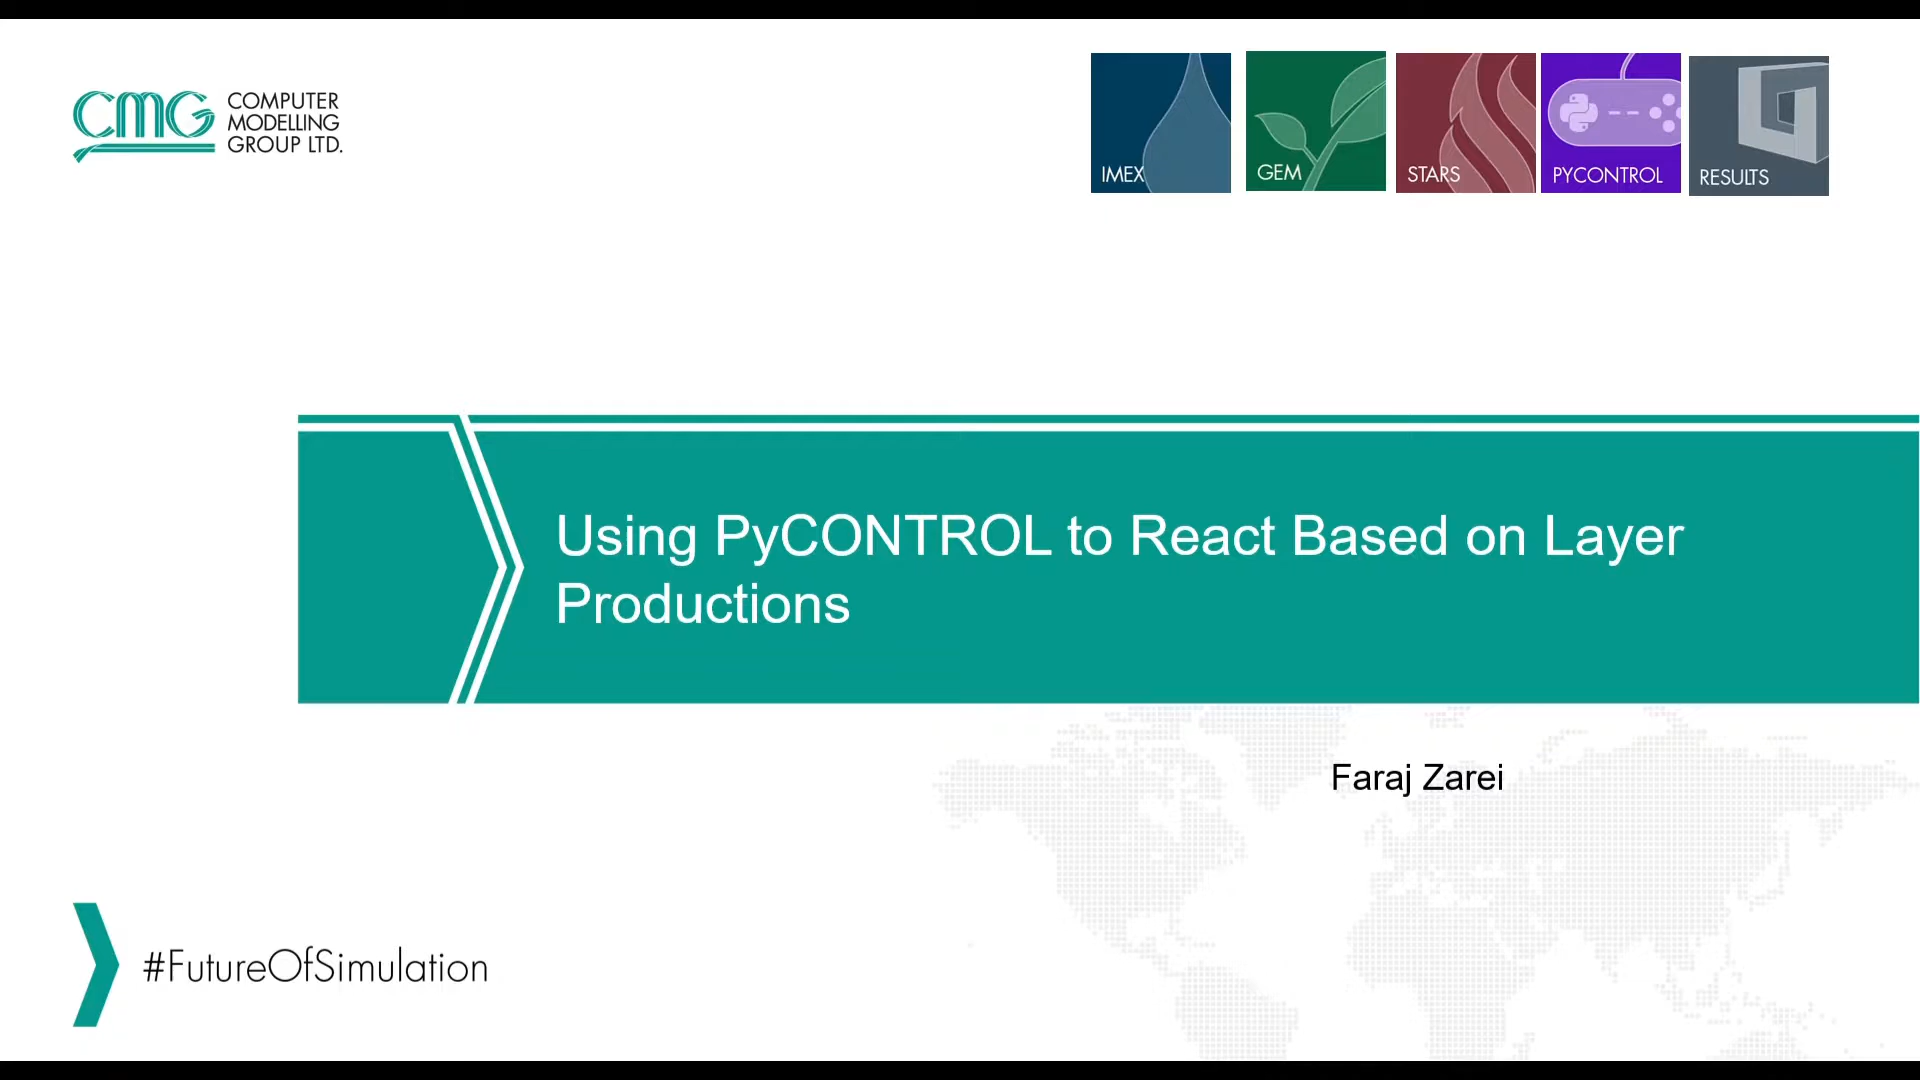 CMG COMPUTER
MODELLING
GROUP LTD.
IMEX
GEM
STARS
PYCONTROL
RESULTS
Using PyCONTROL to React Based on Layer
Productions
Faraj Zarei
#FutureOfSimulation